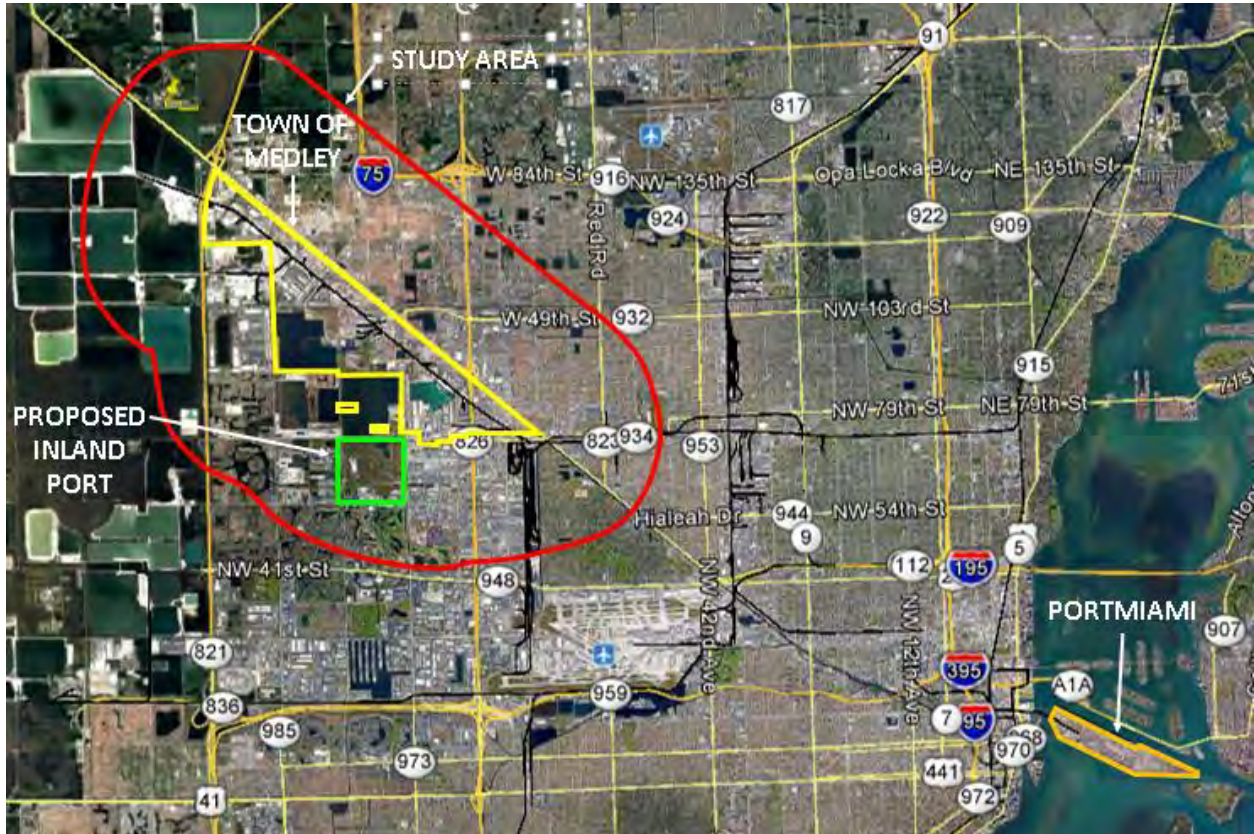 91
STUDY AREA
817
TOWN OF
MEDLEY
75
W 84th St
916
NW 135th St
Opa Locka Blvd
NE 135th St
924
922
909
Red Rd
W 49th St
932
NW 103rd St
915
71s
PROPOSED
INLAND
PORT
NW 79th St
NE 79th St
826
823
934
953
944
NW 54th St
Hialeah Dr
9
5
Alto
NW 41st St
948
112
195
NW 42nd Ave
NW 12th Ave
PORTMIAMI
907
821
395
A1A
959
836
7
95
985
968
970
973
441
41
972